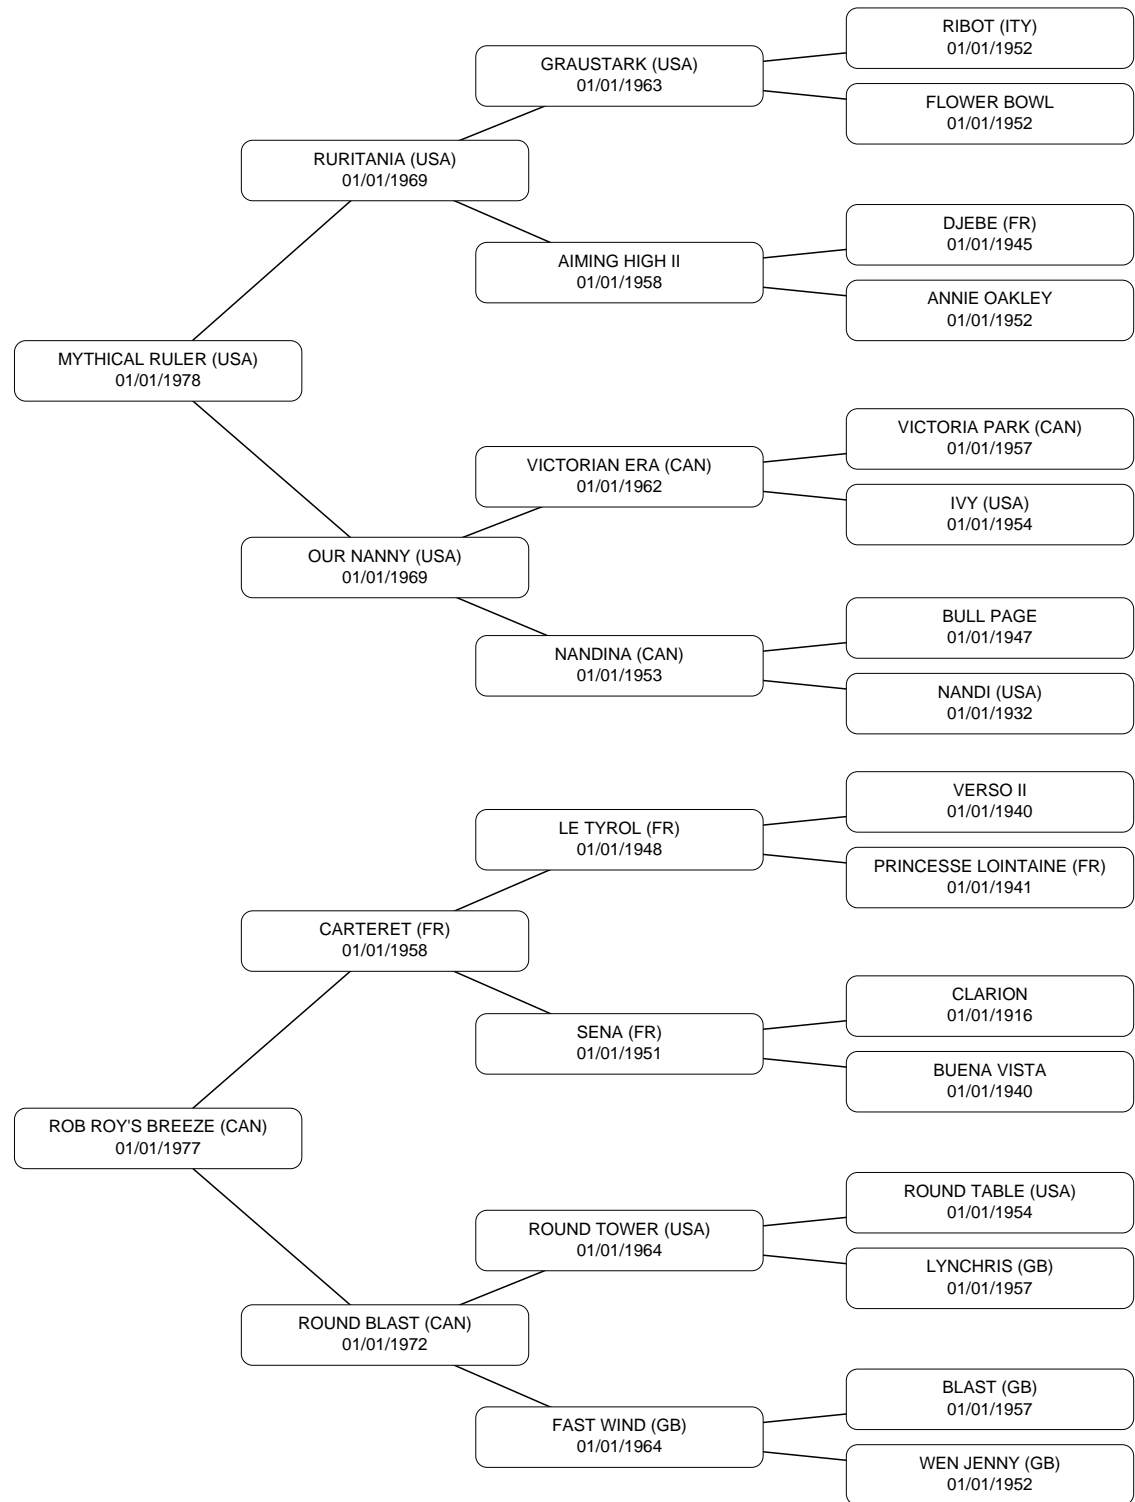 RIBOT (ITY)
01/01/1952
GRAUSTARK (USA)
01/01/1963
FLOWER BOWL
01/01/1952
RURITANIA (USA)
01/01/1969
DJEBE (FR)
01/01/1945
AIMING HIGH II
01/01/1958
ANNIE OAKLEY
01/01/1952
MYTHICAL RULER (USA)
01/01/1978
VICTORIA PARK (CAN)
01/01/1957
VICTORIAN ERA (CAN)
01/01/1962
IVY (USA)
01/01/1954
OUR NANNY (USA)
01/01/1969
BULL PAGE
01/01/1947
NANDINA (CAN)
01/01/1953
NANDI (USA)
01/01/1932
VERSO II
01/01/1940
LE TYROL (FR)
01/01/1948
PRINCESSE LOINTAINE (FR)
01/01/1941
CARTERET (FR)
01/01/1958
CLARION
01/01/1916
SENA (FR)
01/01/1951
BUENA VISTA
01/01/1940
ROB ROY'S BREEZE (CAN)
01/01/1977
ROUND TABLE (USA)
01/01/1954
ROUND TOWER (USA)
01/01/1964
LYNCHRIS (GB)
01/01/1957
ROUND BLAST (CAN)
01/01/1972
BLAST (GB)
01/01/1957
FAST WIND (GB)
01/01/1964
WEN JENNY (GB)
01/01/1952